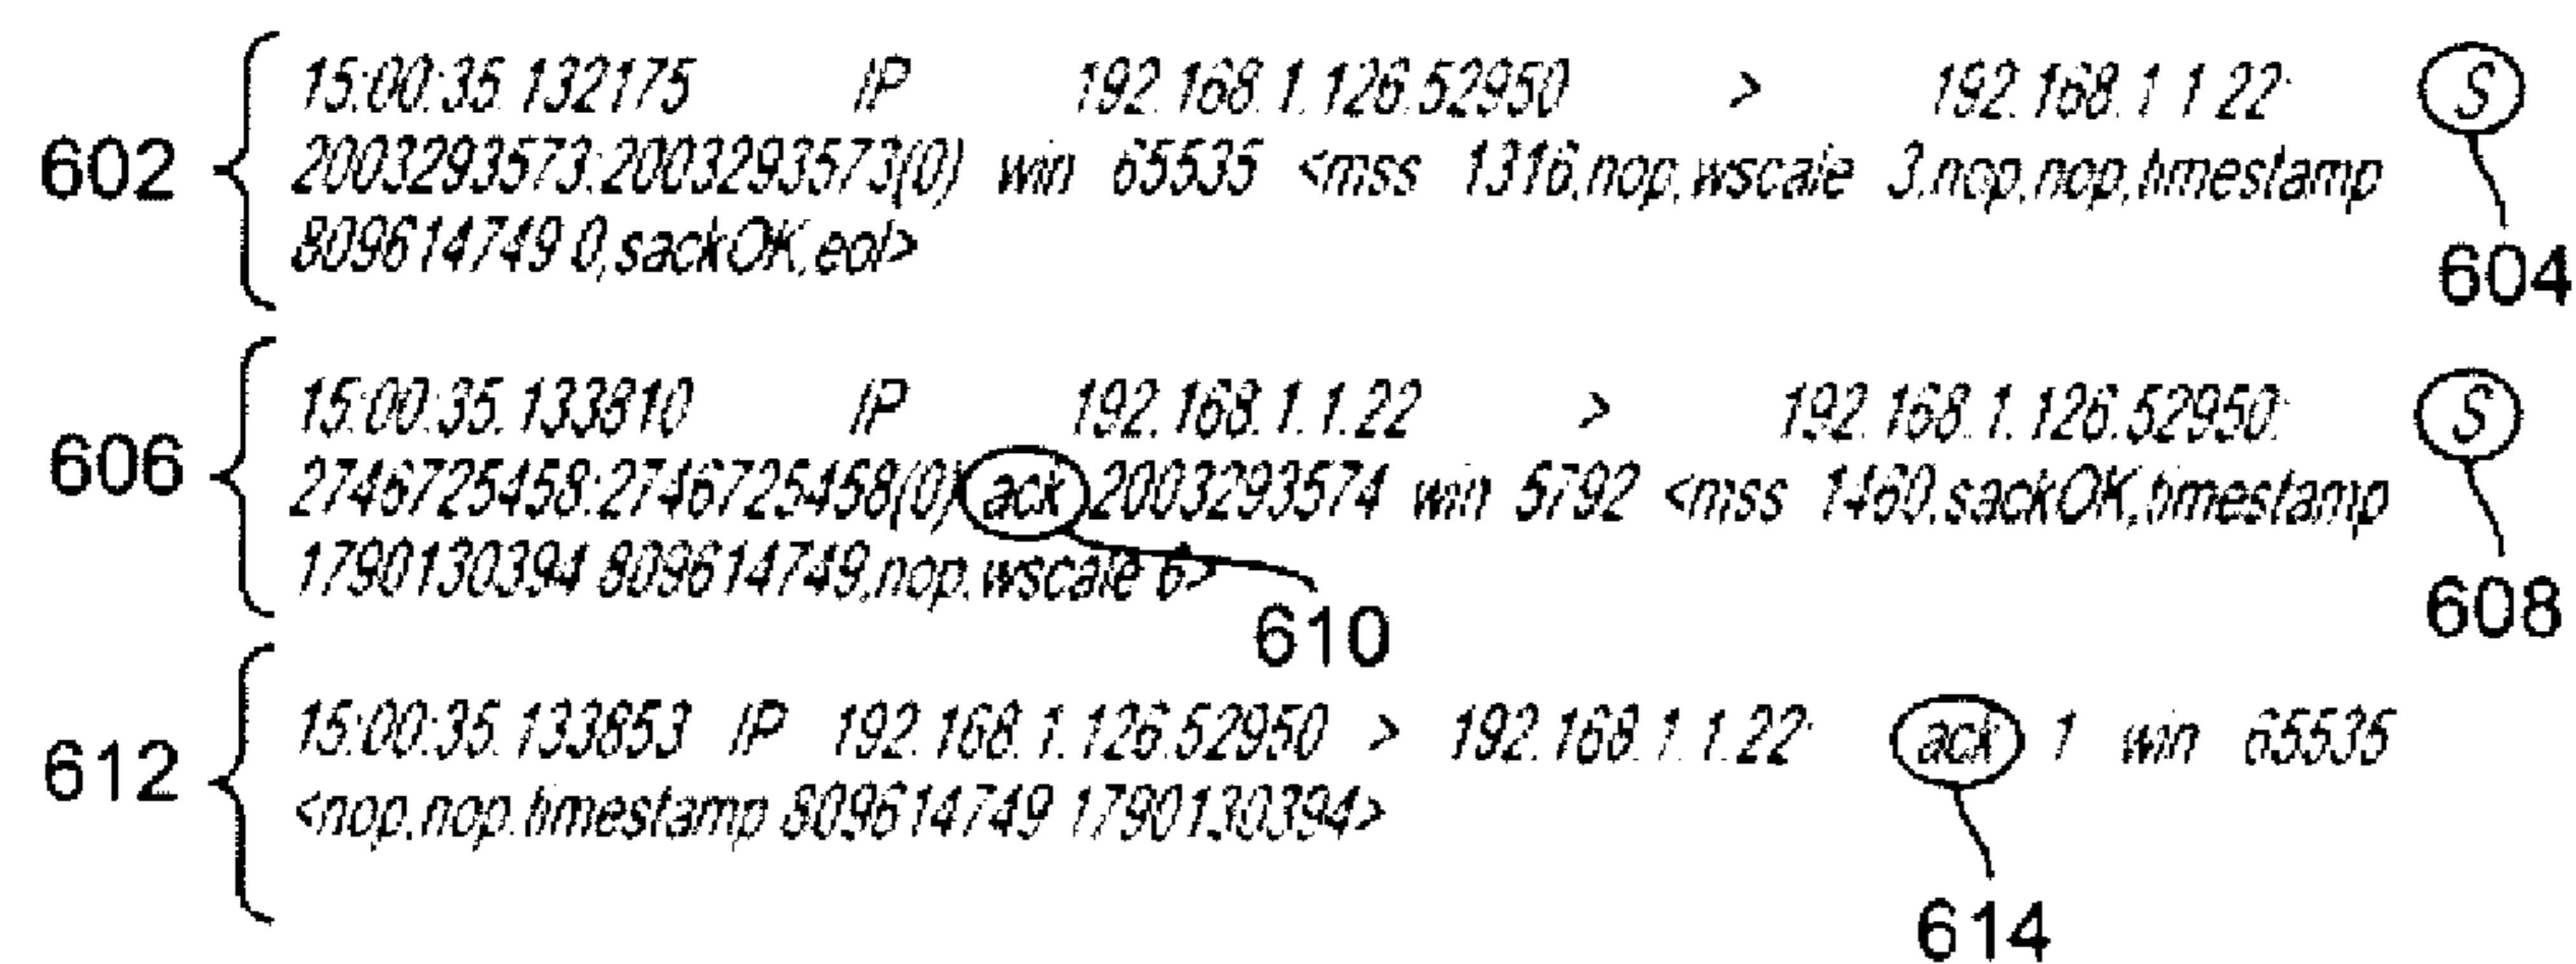 15:00:35.132175 IP 192.168.1.126.52950 > 192.168.1.1.22: S
602 2003293573:2003293573(0) win 65535 <mss 1316,nop,wscale 3,nop,nop,timestamp
809614749 0,sackOK,eol>
604
15:00:35.133810 IP 192.168.1.1.22 > 192.168.1.126.52950: S
606 2746725458:2746725458(0) ack 2003293574 win 5792 <mss 1460,sackOK,timestamp
1790130394 809614749,nop,wscale 6>
608
610
15:00:35.133853 IP 192.168.1.126.52950 > 192.168.1.1.22: ack 1 win 65535
612 <nop,nop,timestamp 809614749 1790130394>
614